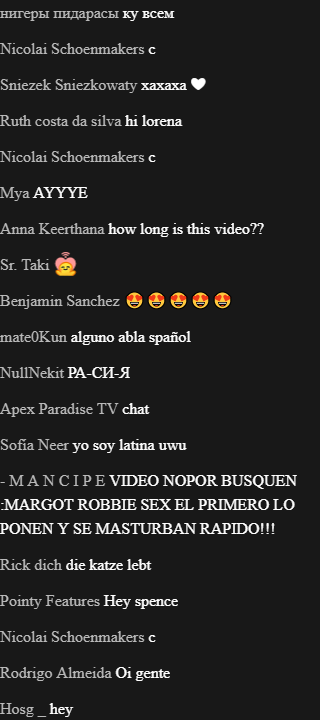 нигеры пидарасы ку всем
Nicolai Schoenmakers c
Sniezek Sniezkowaty xaxaxa 🤍
Ruth costa da silva hi lorena
Nicolai Schoenmakers c
Mya AYYYE
Anna Keerthana how long is this video??
Sr. Taki
Benjamin Sanchez 😍 😍 😍 😍 😍
mate0Kun alguno abla spañol
NullNekit РА-СИ-Я
Apex Paradise TV chat
Sofía Neer yo soy latina uwu
- M A N C I P E VIDEO NOPOR BUSQUEN
:MARGOT ROBBIE SEX EL PRIMERO LO
PONEN Y SE MASTURBAN RAPIDO!!!
Rick dich die katze lebt
Pointy Features Hey spence
Nicolai Schoenmakers c
Rodrigo Almeida Oi gente
Hosg _ hey